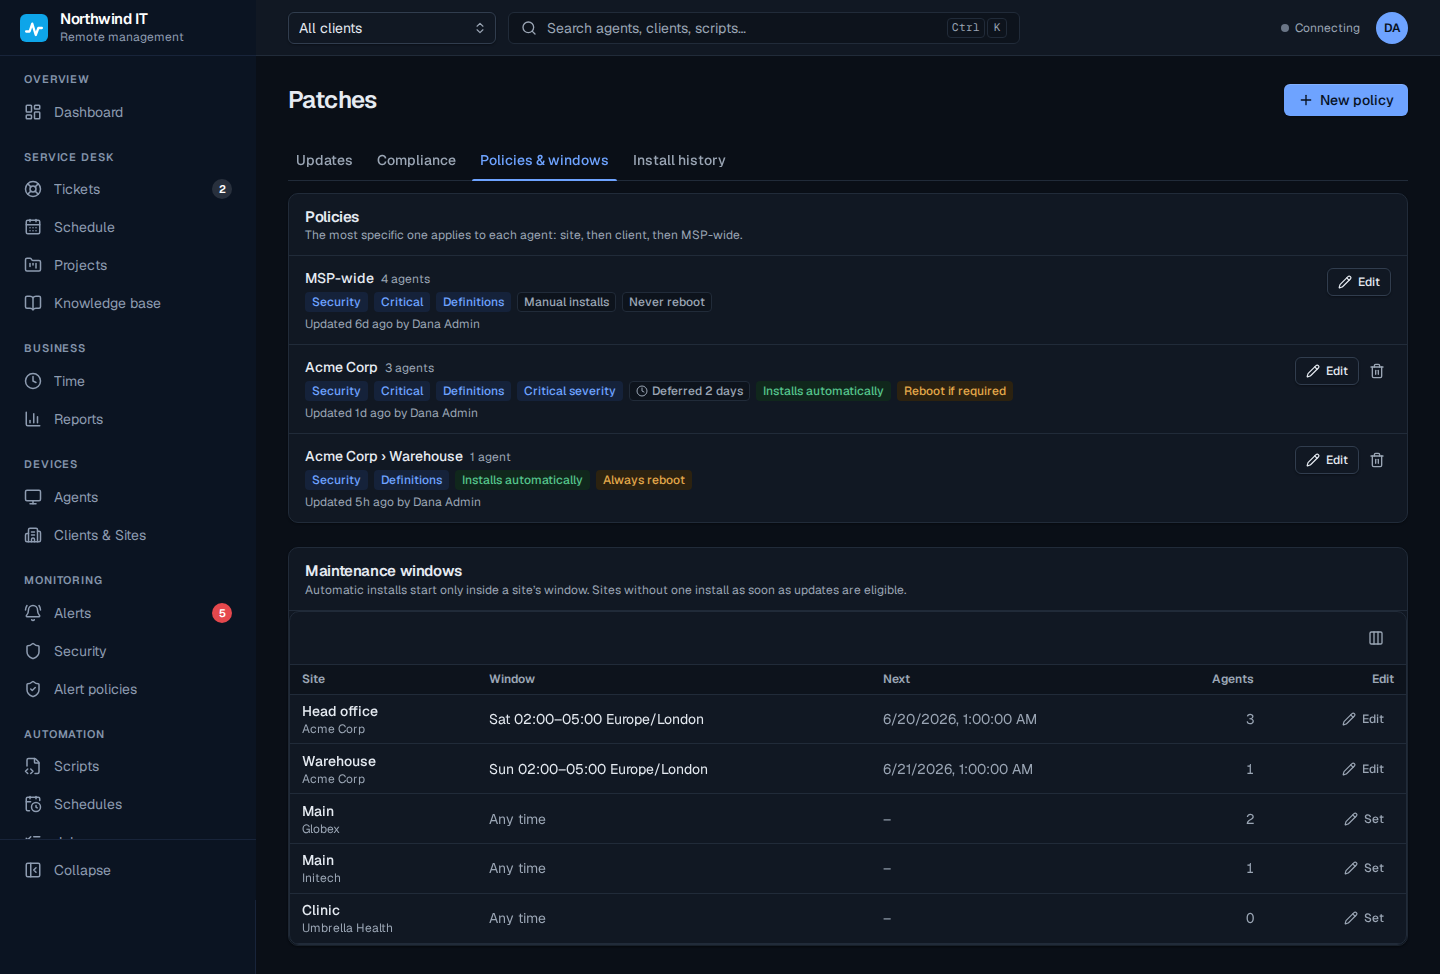 Northwind IT
Remote management
All clients
Search agents, clients, scripts...
Ctrl K
Connecting
DA
OVERVIEW
Dashboard
SERVICE DESK
Tickets
2
Schedule
Projects
Knowledge base
BUSINESS
Time
Reports
DEVICES
Agents
Clients & Sites
MONITORING
Alerts
5
Security
Alert policies
AUTOMATION
Scripts
Schedules
Collapse
Patches
New policy
Updates
Compliance
Policies & windows
Install history
Policies
The most specific one applies to each agent: site, then client, then MSP-wide.
MSP-wide 4 agents
Edit
Security Critical Definitions Manual installs Never reboot
Updated 6d ago by Dana Admin
Acme Corp 3 agents
Edit
Security Critical Definitions Critical severity Deferred 2 days Installs automatically Reboot if required
Updated 1d ago by Dana Admin
Acme Corp › Warehouse 1 agent
Edit
Security Definitions Installs automatically Always reboot
Updated 5h ago by Dana Admin
Maintenance windows
Automatic installs start only inside a site's window. Sites without one install as soon as updates are eligible.
Site Window Next Agents Edit
Head office
Acme Corp
Sat 02:00–05:00 Europe/London
6/20/2026, 1:00:00 AM
3
Edit
Warehouse
Acme Corp
Sun 02:00–05:00 Europe/London
6/21/2026, 1:00:00 AM
1
Edit
Main
Globex
Any time
–
2
Set
Main
Initech
Any time
–
1
Set
Clinic
Umbrella Health
Any time
–
0
Set